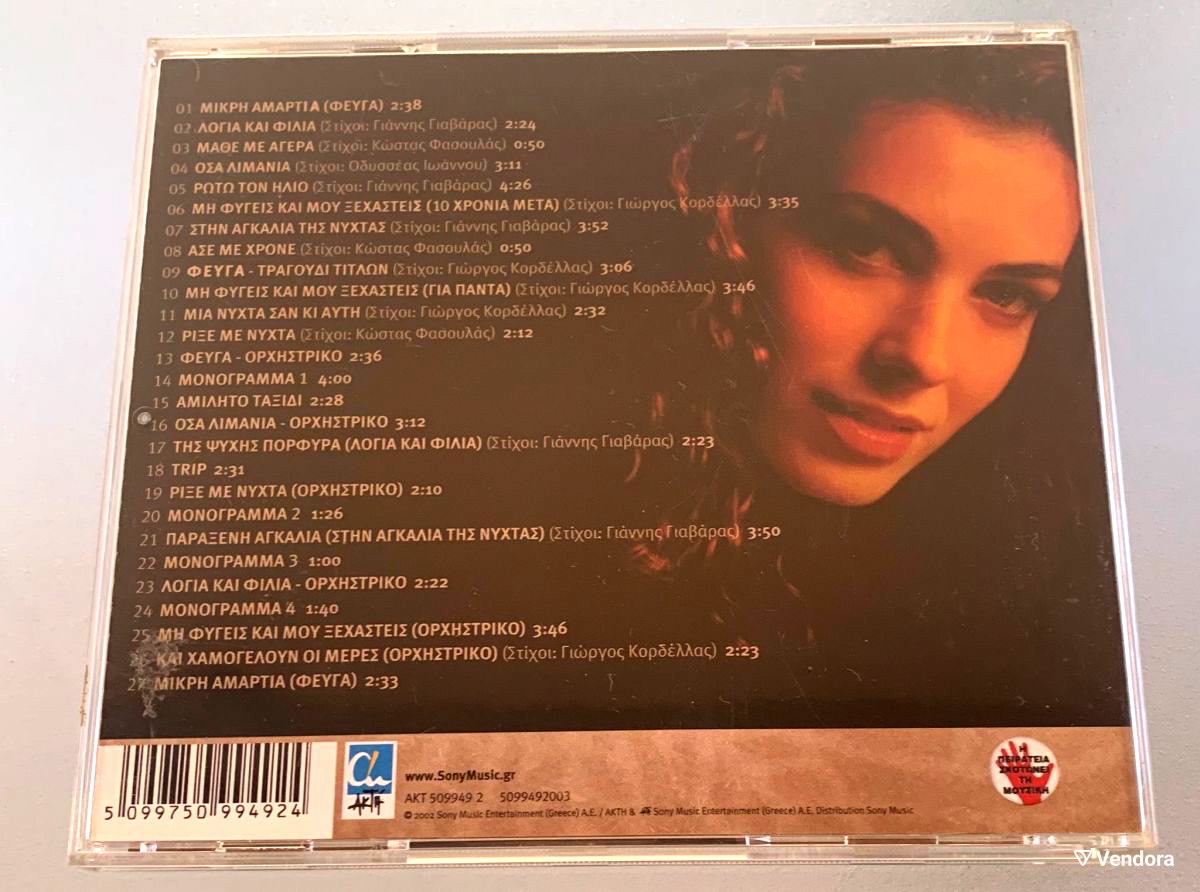 01 ΜΙΚΡΗ ΑΜΑΡΤΙΑ (ΦΕΥΓΑ) 2:38
02 ΛΟΓΙΑ ΚΑΙ ΦΙΛΙΑ (Στίχοι: Γιάννης Γιαβάρας) 2:24
03 ΜΑΘΕ ΜΕ ΑΓΕΡΑ (Στίχοι: Κώστας Φασουλάς) 0:50
04 ΟΣΑ ΛΙΜΑΝΙΑ (Στίχοι: Οδυσσέας Ιωάννου) 3:11
05 ΡΩΤΩ ΤΟΝ ΗΛΙΟ (Στίχοι: Γιάννης Γιαβάρας) 4:26
06 ΜΗ ΦΥΓΕΙΣ ΚΑΙ ΜΟΥ ΞΕΧΑΣΤΕΙΣ (10 ΧΡΟΝΙΑ ΜΕΤΑ) (Στίχοι: Γιώργος Κορδέλλας) 3:35
07 ΣΤΗΝ ΑΓΚΑΛΙΑ ΤΗΣ ΝΥΧΤΑΣ (Στίχοι: Γιάννης Γιαβάρας) 3:52
08 ΑΣΕ ΜΕ ΧΡΟΝΕ (Στίχοι: Κώστας Φασουλάς) 0:50
09 ΦΕΥΓΑ - ΤΡΑΓΟΥΔΙ ΤΙΤΛΩΝ (Στίχοι: Γιώργος Κορδέλλας) 3:06
10 ΜΗ ΦΥΓΕΙΣ ΚΑΙ ΜΟΥ ΞΕΧΑΣΤΕΙΣ (ΓΙΑ ΠΑΝΤΑ) (Στίχοι: Γιώργος Κορδέλλας) 3:46
11 ΜΙΑ ΝΥΧΤΑ ΣΑΝ ΚΙ ΑΥΤΗ (Στίχοι: Γιώργος Κορδέλλας) 2:32
12 ΡΙΞΕ ΜΕ ΝΥΧΤΑ (Στίχοι: Κώστας Φασουλάς) 2:12
13 ΦΕΥΓΑ - ΟΡΧΗΣΤΡΙΚΟ 2:36
14 ΜΟΝΟΓΡΑΜΜΑ 1 4:00
15 ΑΜΙΛΗΤΟ ΤΑΞΙΔΙ 2:28
16 ΟΣΑ ΛΙΜΑΝΙΑ - ΟΡΧΗΣΤΡΙΚΟ 3:12
17 ΤΗΣ ΨΥΧΗΣ ΠΟΡΦΥΡΑ (ΛΟΓΙΑ ΚΑΙ ΦΙΛΙΑ) (Στίχοι: Γιάννης Γιαβάρας) 2:23
18 TRIP 2:31
19 ΡΙΞΕ ΜΕ ΝΥΧΤΑ (ΟΡΧΗΣΤΡΙΚΟ) 2:10
20 ΜΟΝΟΓΡΑΜΜΑ 2 1:26
21 ΠΑΡΑΞΕΝΗ ΑΓΚΑΛΙΑ (ΣΤΗΝ ΑΓΚΑΛΙΑ ΤΗΣ ΝΥΧΤΑΣ) (Στίχοι: Γιάννης Γιαβάρας) 3:50
22 ΜΟΝΟΓΡΑΜΜΑ 3 1:00
23 ΛΟΓΙΑ ΚΑΙ ΦΙΛΙΑ - ΟΡΧΗΣΤΡΙΚΟ 2:22
24 ΜΟΝΟΓΡΑΜΜΑ 4 1:40
25 ΜΗ ΦΥΓΕΙΣ ΚΑΙ ΜΟΥ ΞΕΧΑΣΤΕΙΣ (ΟΡΧΗΣΤΡΙΚΟ) 3:46
26 ΚΑΙ ΧΑΜΟΓΕΛΟΥΝ ΟΙ ΜΕΡΕΣ (ΟΡΧΗΣΤΡΙΚΟ) (Στίχοι: Γιώργος Κορδέλλας) 2:23
27 ΜΙΚΡΗ ΑΜΑΡΤΙΑ (ΦΕΥΓΑ) 2:33
5 099750 994924
ΑΚΤΗ
www.SonyMusic.gr
AKT 509949 2 5099492003
© 2002 Sony Music Entertainment (Greece) A.E. / AKTH & Sony Music Entertainment (Greece) A.E. Distribution Sony Music
Η
ΠΕΙΡΑΤΕΙΑ
ΣΚΟΤΩΝΕΙ
ΤΗ
ΜΟΥΣΙΚΗ
Vendora